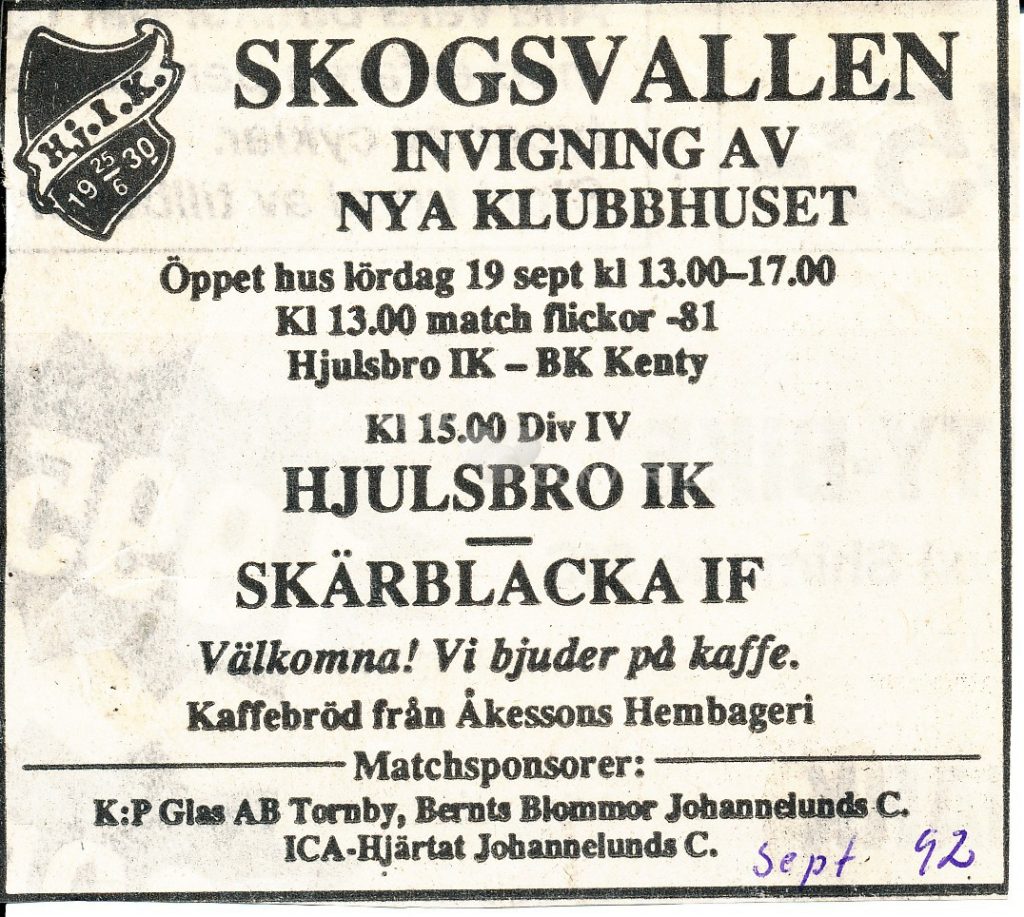 Hj.I.K.
19 25/6 30
SKOGSVALLEN
INVIGNING AV
NYA KLUBBHUSET
Öppet hus lördag 19 sept kl 13.00–17.00
Kl 13.00 match flickor -81
Hjulsbro IK – BK Kenty
Kl 15.00 Div IV
HJULSBRO IK
—
SKÄRBLACKA IF
Välkomna! Vi bjuder på kaffe.
Kaffebröd från Åkessons Hembageri
Matchsponsorer:
K:P Glas AB Tornby, Bernts Blommor Johannelunds C.
ICA-Hjärtat Johannelunds C.
Sept 92